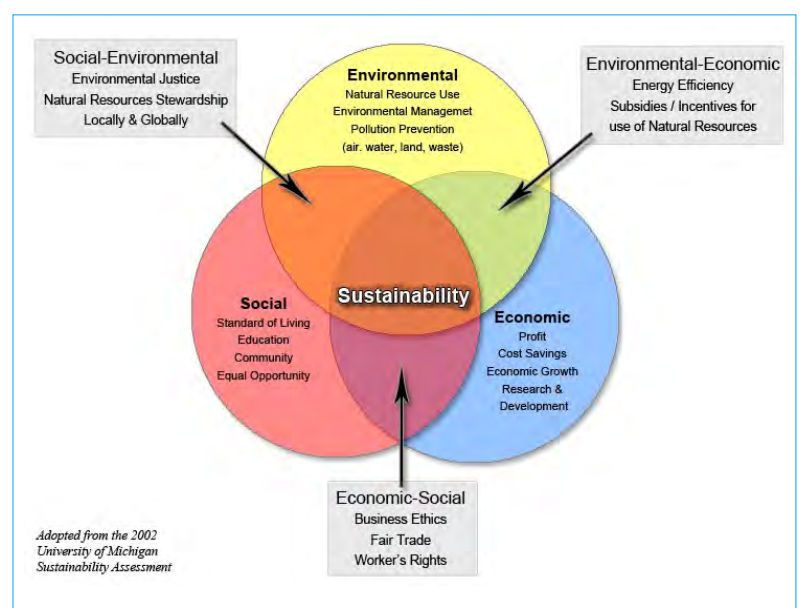 Social-Environmental
Environmental Justice
Natural Resources Stewardship
Locally & Globally
Environmental
Natural Resource Use
Environmental Managemet
Pollution Prevention
(air. water, land, waste)
Environmental-Economic
Energy Efficiency
Subsidies / Incentives for
use of Natural Resources
Sustainability
Social
Standard of Living
Education
Community
Equal Opportunity
Economic
Profit
Cost Savings
Economic Growth
Research &
Development
Economic-Social
Business Ethics
Fair Trade
Worker's Rights
Adopted from the 2002
University of Michigan
Sustainability Assessment